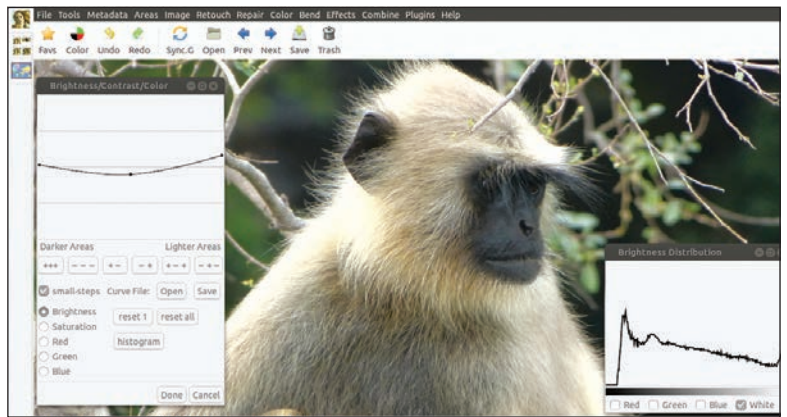 File Tools Metadata Areas Image Retouch Repair Color Bend Effects Combine Plugins Help
Favs Color Undo Redo Sync.G Open Prev Next Save Trash
Brightness/Contrast/Color
Darker Areas Lighter Areas
+++ - - - + - - + + - + - + -
small-steps Curve File: Open Save
Brightness reset 1 reset all
Saturation
Red histogram
Green
Blue
Done Cancel
Brightness Distribution
Red Green Blue White